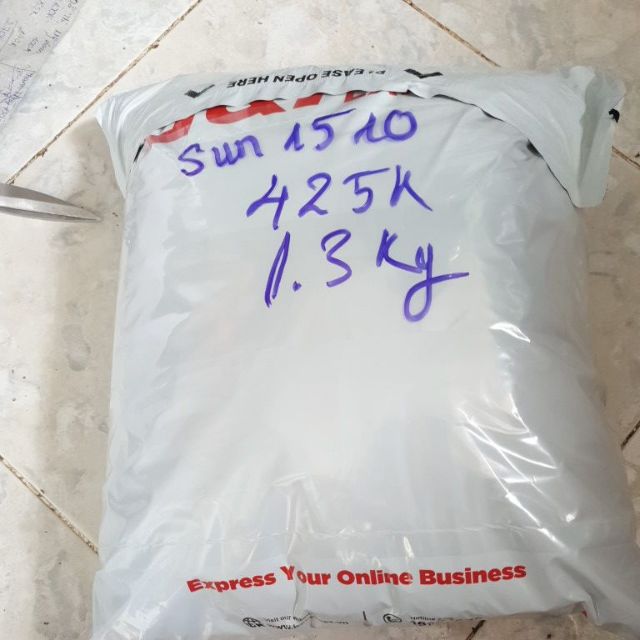 PLEASE OPEN HERE
sun 1510
425K
1.3 Kg
Express Your Online Business